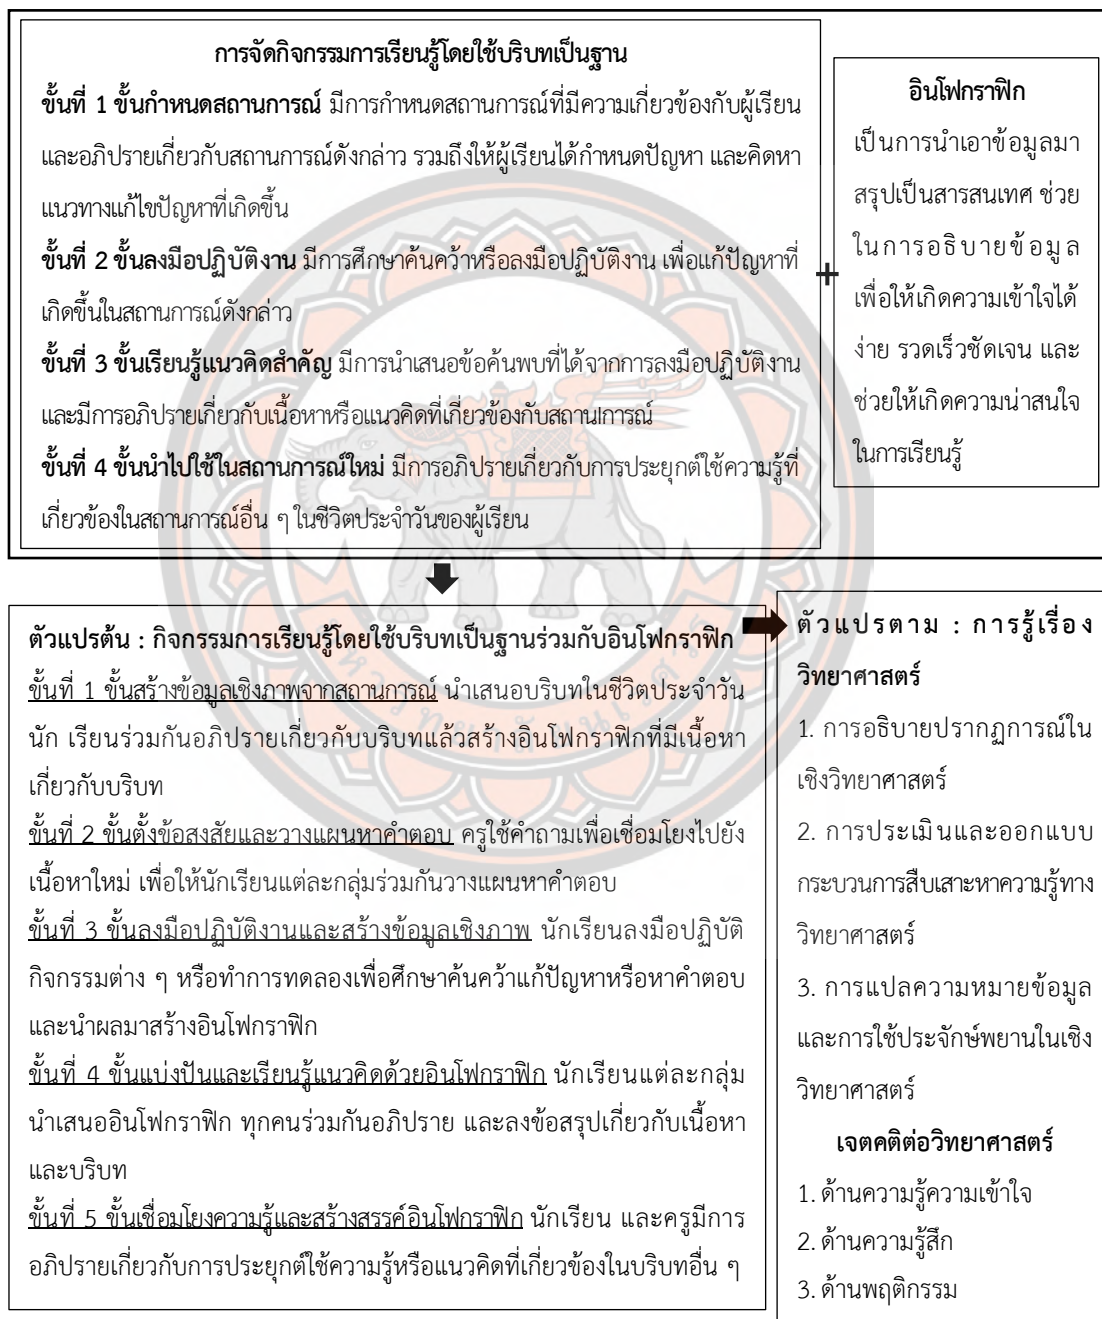 การจัดกิจกรรมการเรียนรู้โดยใช้บริบทเป็นฐาน
ขั้นที่ 1 ขั้นกำหนดสถานการณ์ มีการกำหนดสถานการณ์ที่มีความเกี่ยวข้องกับผู้เรียน
และอภิปรายเกี่ยวกับสถานการณ์ดังกล่าว รวมถึงให้ผู้เรียนได้กำหนดปัญหา และคิดหา
แนวทางแก้ไขปัญหาที่เกิดขึ้น
ขั้นที่ 2 ขั้นลงมือปฏิบัติงาน มีการศึกษาค้นคว้าหรือลงมือปฏิบัติงาน เพื่อแก้ปัญหาที่
เกิดขึ้นในสถานการณ์ดังกล่าว
ขั้นที่ 3 ขั้นเรียนรู้แนวคิดสำคัญ มีการนำเสนอข้อค้นพบที่ได้จากการลงมือปฏิบัติงาน
และมีการอภิปรายเกี่ยวกับเนื้อหาหรือแนวคิดที่เกี่ยวข้องกับสถานการณ์
ขั้นที่ 4 ขั้นนำไปใช้ในสถานการณ์ใหม่ มีการอภิปรายเกี่ยวกับการประยุกต์ใช้ความรู้ที่
เกี่ยวข้องในสถานการณ์อื่น ๆ ในชีวิตประจำวันของผู้เรียน
+
อินโฟกราฟิก
เป็นการนำเอาข้อมูลมา
สรุปเป็นสารสนเทศ ช่วย
ในการอธิบายข้อมูล
เพื่อให้เกิดความเข้าใจได้
ง่าย รวดเร็วชัดเจน และ
ช่วยให้เกิดความน่าสนใจ
ในการเรียนรู้
ตัวแปรต้น : กิจกรรมการเรียนรู้โดยใช้บริบทเป็นฐานร่วมกับอินโฟกราฟิก
ขั้นที่ 1 ขั้นสร้างข้อมูลเชิงภาพจากสถานการณ์ นำเสนอบริบทในชีวิตประจำวัน
นัก เรียนร่วมกันอภิปรายเกี่ยวกับบริบทแล้วสร้างอินโฟกราฟิกที่มีเนื้อหา
เกี่ยวกับบริบท
ขั้นที่ 2 ขั้นตั้งข้อสงสัยและวางแผนหาคำตอบ ครูใช้คำถามเพื่อเชื่อมโยงไปยัง
เนื้อหาใหม่ เพื่อให้นักเรียนแต่ละกลุ่มร่วมกันวางแผนหาคำตอบ
ขั้นที่ 3 ขั้นลงมือปฏิบัติงานและสร้างข้อมูลเชิงภาพ นักเรียนลงมือปฏิบัติ
กิจกรรมต่าง ๆ หรือทำการทดลองเพื่อศึกษาค้นคว้าแก้ปัญหาหรือหาคำตอบ
และนำผลมาสร้างอินโฟกราฟิก
ขั้นที่ 4 ขั้นแบ่งปันและเรียนรู้แนวคิดด้วยอินโฟกราฟิก นักเรียนแต่ละกลุ่ม
นำเสนออินโฟกราฟิก ทุกคนร่วมกันอภิปราย และลงข้อสรุปเกี่ยวกับเนื้อหา
และบริบท
ขั้นที่ 5 ขั้นเชื่อมโยงความรู้และสร้างสรรค์อินโฟกราฟิก นักเรียน และครูมีการ
อภิปรายเกี่ยวกับการประยุกต์ใช้ความรู้หรือแนวคิดที่เกี่ยวข้องในบริบทอื่น ๆ
ตัวแปรตาม : การรู้เรื่อง
วิทยาศาสตร์
1. การอธิบายปรากฏการณ์ใน
เชิงวิทยาศาสตร์
2. การประเมินและออกแบบ
กระบวนการสืบเสาะหาความรู้ทาง
วิทยาศาสตร์
3. การแปลความหมายข้อมูล
และการใช้ประจักษ์พยานในเชิง
วิทยาศาสตร์
เจตคติต่อวิทยาศาสตร์
1. ด้านความรู้ความเข้าใจ
2. ด้านความรู้สึก
3. ด้านพฤติกรรม
มหาวิทยาลัยนเรศวร